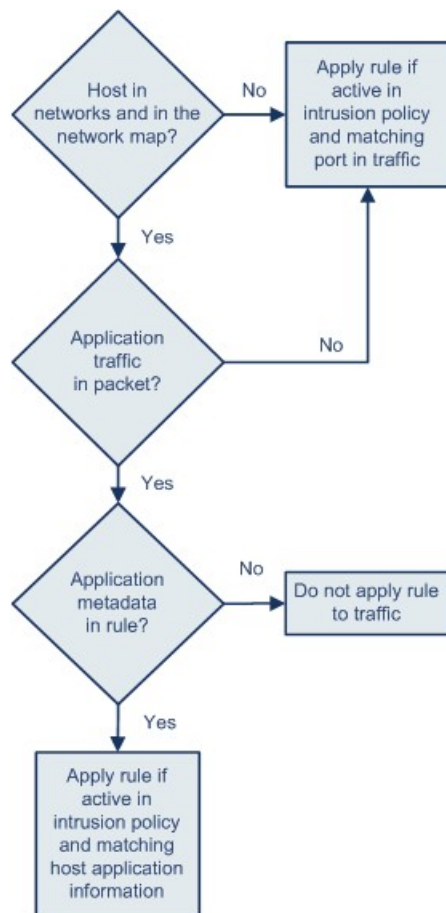 Host in
networks and in the
network map?
No
Apply rule if
active in
intrusion policy
and matching
port in traffic
Yes
Application
traffic
in packet?
No
Yes
Application
metadata
in rule?
No
Do not apply rule
to traffic
Yes
Apply rule if
active in
intrusion policy
and matching
host application
information